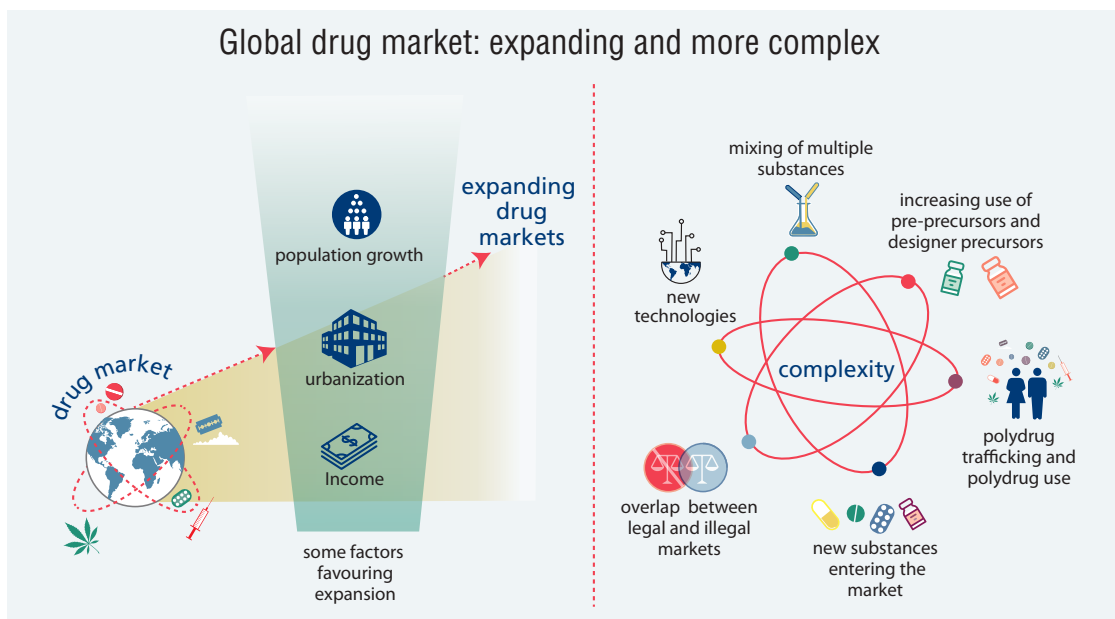 Global drug market: expanding and more complex
drug market
population growth
urbanization
Income
some factors
favouring
expansion
expanding
drug
markets
mixing of multiple
substances
increasing use of
pre-precursors and
designer precursors
new
technologies
complexity
polydrug
trafficking and
polydrug use
overlap between
legal and illegal
markets
new substances
entering the
market